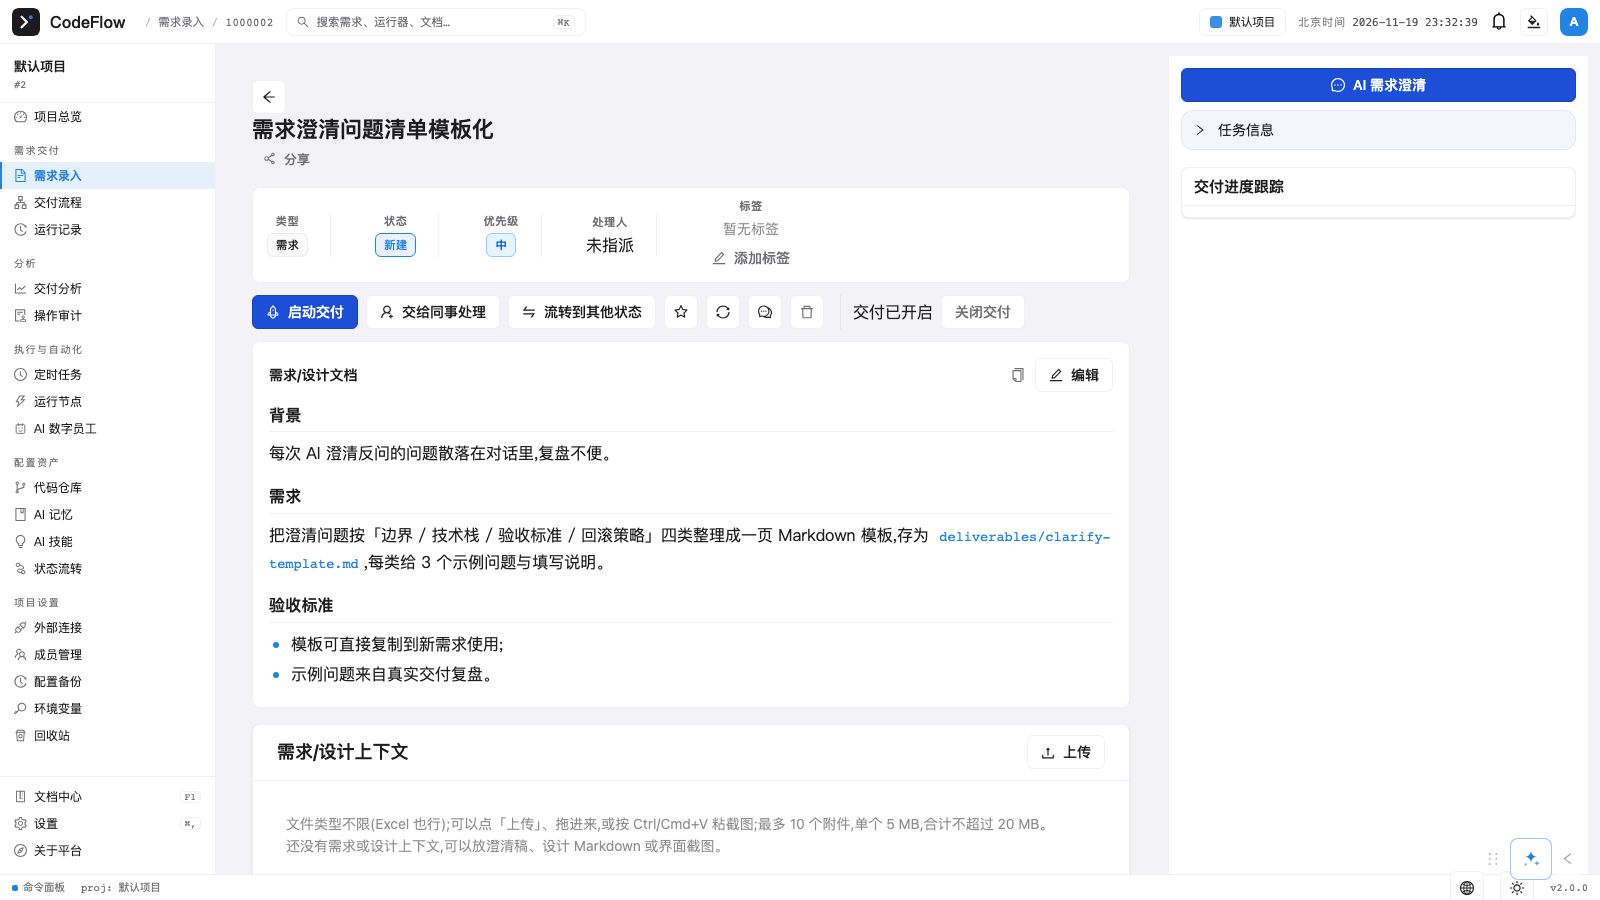 CodeFlow
/ 需求录入 / 1000002
搜索需求、运行器、文档...
⌘K
默认项目
北京时间 2026-11-19 23:32:39
A
默认项目
#2
项目总览
需求交付
需求录入
交付流程
运行记录
分析
交付分析
操作审计
执行与自动化
定时任务
运行节点
AI 数字员工
配置资产
代码仓库
AI 记忆
AI 技能
状态流转
项目设置
外部连接
成员管理
配置备份
环境变量
回收站
文档中心 F1
设置 ⌘,
关于平台
需求澄清问题清单模板化
分享
类型
需求
状态
新建
优先级
中
处理人
未指派
标签
暂无标签
添加标签
启动交付
交给同事处理
流转到其他状态
交付已开启
关闭交付
需求/设计文档
编辑
背景
每次 AI 澄清反问的问题散落在对话里,复盘不便。
需求
把澄清问题按「边界 / 技术栈 / 验收标准 / 回滚策略」四类整理成一页 Markdown 模板,存为 deliverables/clarify-
template.md ,每类给 3 个示例问题与填写说明。
验收标准
模板可直接复制到新需求使用;
示例问题来自真实交付复盘。
需求/设计上下文
上传
文件类型不限(Excel 也行);可以点「上传」、拖进来,或按 Ctrl/Cmd+V 粘截图;最多 10 个附件,单个 5 MB,合计不超过 20 MB。
还没有需求或设计上下文,可以放澄清稿、设计 Markdown 或界面截图。
AI 需求澄清
任务信息
交付进度跟踪
命令面板 proj: 默认项目
v2.0.0